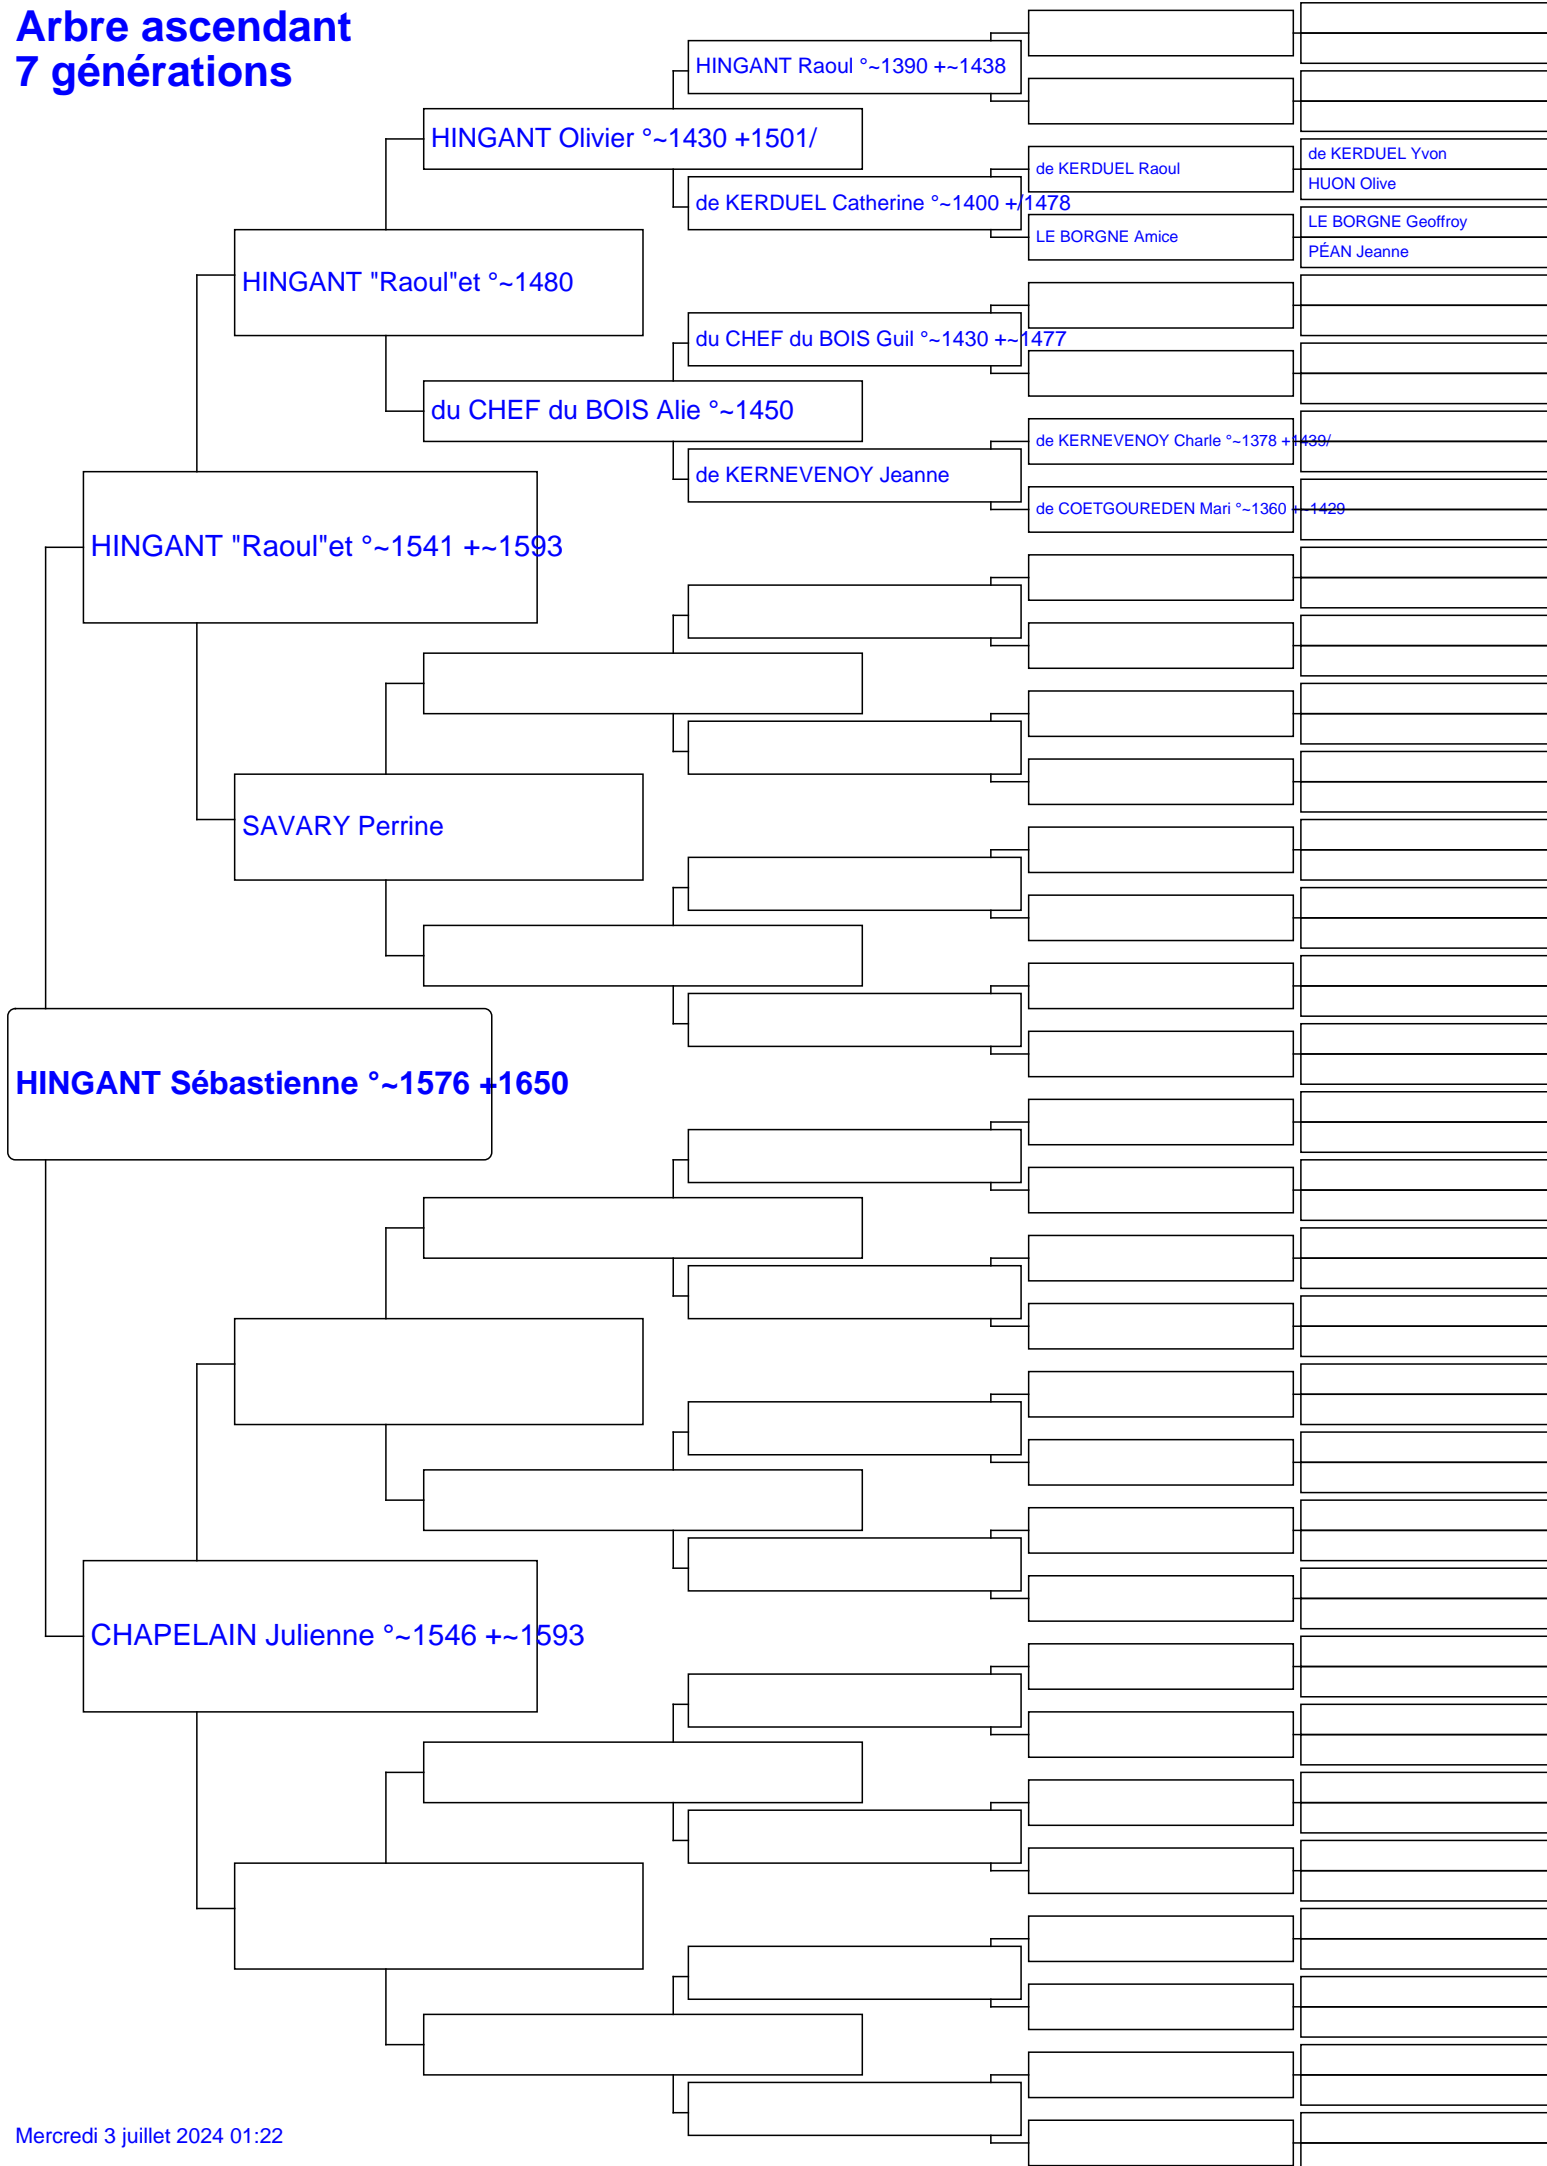 Arbre ascendant
7 générations
HINGANT Raoul °~1390 +~1438
HINGANT Olivier °~1430 +1501/
de KERDUEL Yvon
de KERDUEL Raoul
HUON Olive
de KERDUEL Catherine °~1400 +/1478
LE BORGNE Geoffroy
LE BORGNE Amice
PÉAN Jeanne
HINGANT "Raoul"et °~1480
du CHEF du BOIS Guil °~1430 +~1477
du CHEF du BOIS Alie °~1450
de KERNEVENOY Charle °~1378 +1439/
de KERNEVENOY Jeanne
de COETGOUREDEN Mari °~1360 +~1429
HINGANT "Raoul"et °~1541 +~1593
SAVARY Perrine
HINGANT Sébastienne °~1576 +1650
CHAPELAIN Julienne °~1546 +~1593
Mercredi 3 juillet 2024 01:22